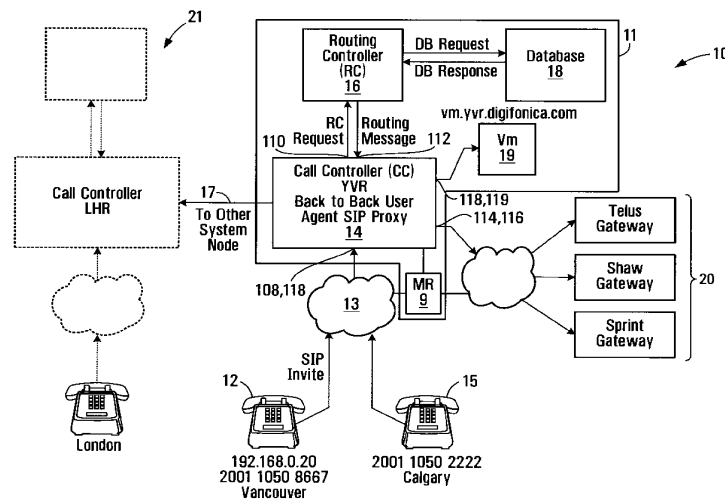 21
Routing
Controller
(RC)
16
DB Request
DB Response
Database
18
11
10
vm.yvr.digifonica.com
RC
Request
Routing
Message
110
112
Vm
19
Call Controller
LHR
17
To Other
System
Node
Call Controller (CC)
YVR
Back to Back User
Agent SIP Proxy
14
118,119
114,116
Telus
Gateway
Shaw
Gateway
Sprint
Gateway
20
108,118
13
MR
9
SIP
Invite
12
15
London
192.168.0.20
2001 1050 8667
Vancouver
2001 1050 2222
Calgary